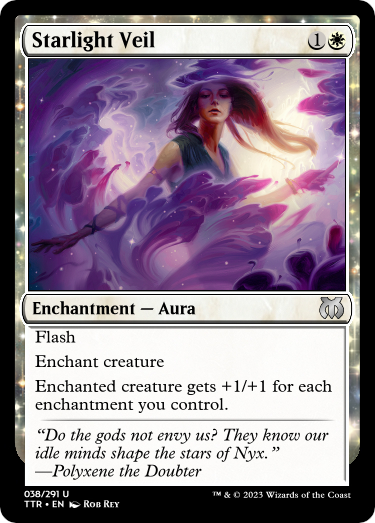 Starlight Veil 1
Enchantment — Aura
Flash
Enchant creature
Enchanted creature gets +1/+1 for each
enchantment you control.
“Do the gods not envy us? They know our
idle minds shape the stars of Nyx.”
—Polyxene the Doubter
038/291 U
TTR • EN Rob Rey
™ & © 2023 Wizards of the Coast